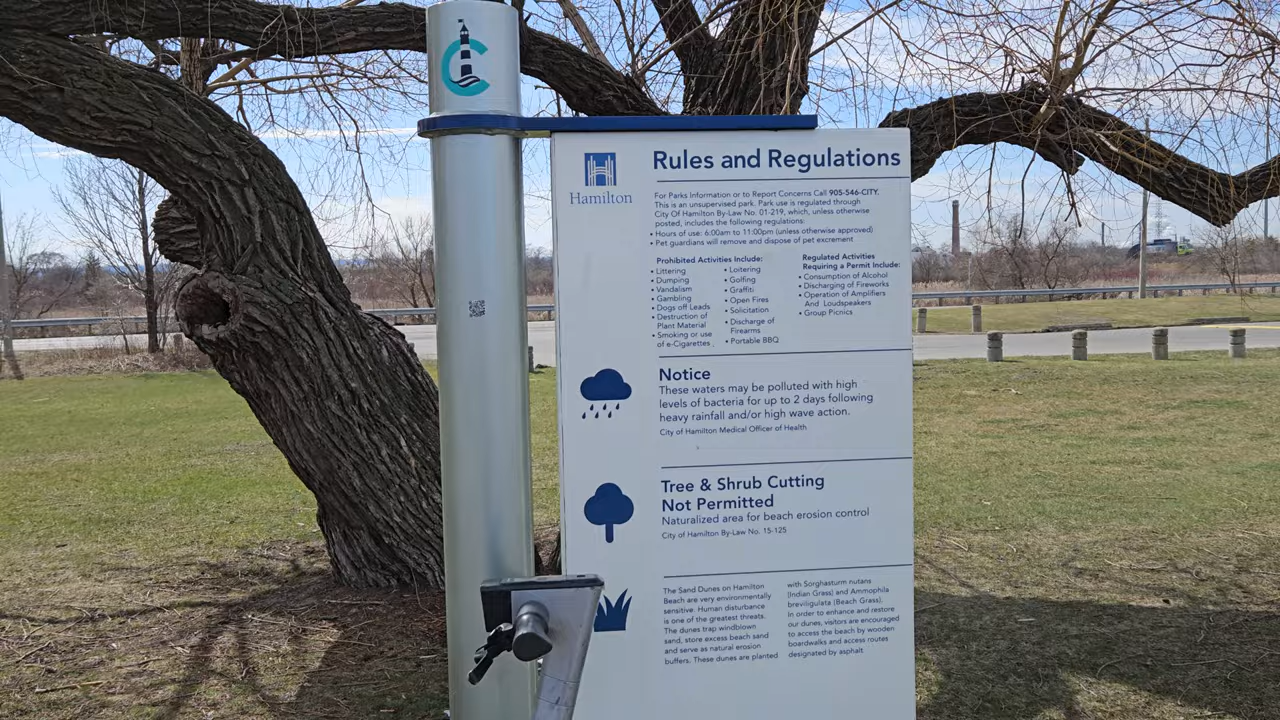 Hamilton
Rules and Regulations
For Parks Information or to Report Concerns Call 905-546-CITY.
This is an unsupervised park. Park use is regulated through
City Of Hamilton By-Law No. 01-219, which, unless otherwise
posted, includes the following regulations:
• Hours of use: 6:00am to 11:00pm (unless otherwise approved)
• Pet guardians will remove and dispose of pet excrement
Prohibited Activities Include:
• Littering
• Dumping
• Vandalism
• Gambling
• Dogs off Leads
• Destruction of
Plant Material
• Smoking or use
of e-Cigarettes
• Loitering
• Golfing
• Graffiti
• Open Fires
• Solicitation
• Discharge of
Firearms
• Portable BBQ
Regulated Activities
Requiring a Permit Include:
• Consumption of Alcohol
• Discharging of Fireworks
• Operation of Amplifiers
And Loudspeakers
• Group Picnics
Notice
These waters may be polluted with high
levels of bacteria for up to 2 days following
heavy rainfall and/or high wave action.
City of Hamilton Medical Officer of Health
Tree & Shrub Cutting
Not Permitted
Naturalized area for beach erosion control
City of Hamilton By-Law No. 15-125
The Sand Dunes on Hamilton
Beach are very environmentally
sensitive. Human disturbance
is one of the greatest threats.
The dunes trap windblown
sand, store excess beach sand
and serve as natural erosion
buffers. These dunes are planted
with Sorghasturm nutans
(Indian Grass) and Ammophila
breviligulata (Beach Grass).
In order to enhance and restore
our dunes, visitors are encouraged
to access the beach by wooden
boardwalks and access routes
designated by asphalt.